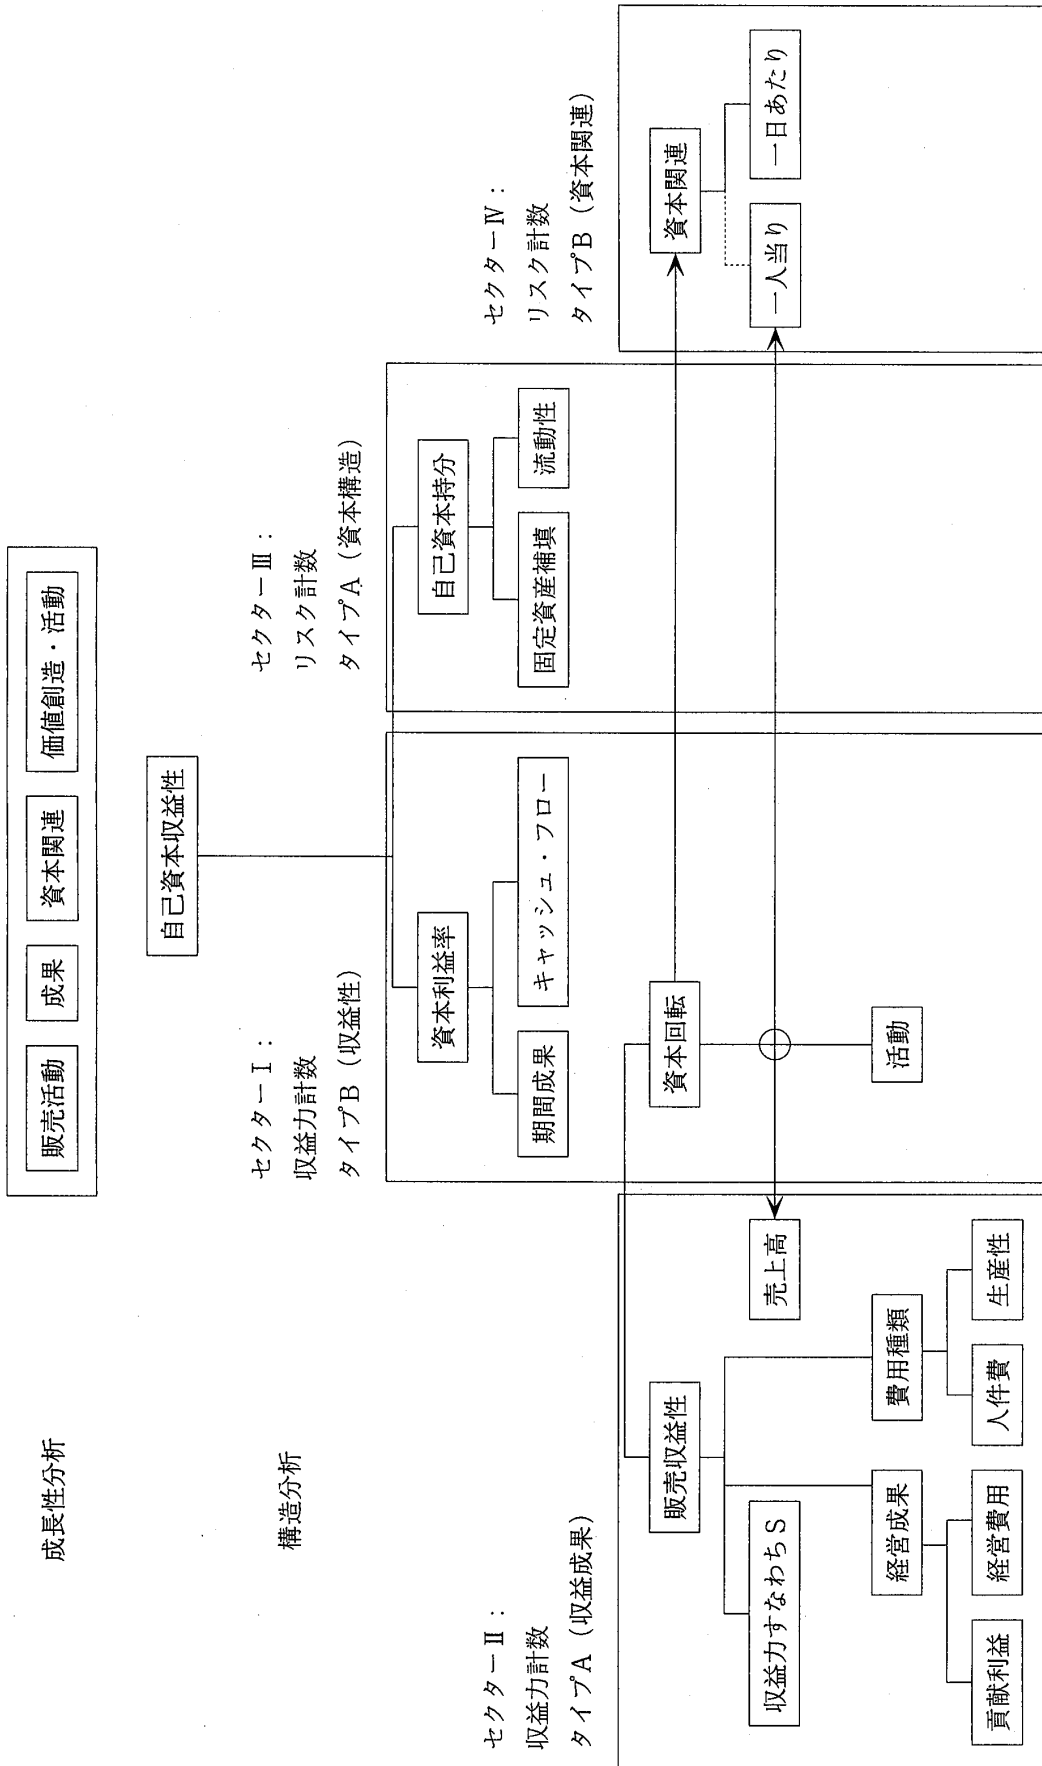 成長性分析
販売活動
成果
資本関連
価値創造・活動
構造分析
自己資本収益性
セクターⅠ：
収益力計数
タイプB（収益性）
資本利益率
期間成果
キャッシュ・フロー
資本回転
活動
セクターⅢ：
リスク計数
タイプA（資本構造）
自己資本持分
固定資産補填
流動性
セクターⅡ：
収益力計数
タイプA（収益成果）
販売収益性
収益力すなわちS
売上高
経営成果
費用種類
貢献利益
経営費用
人件費
生産性
セクターⅣ：
リスク計数
タイプB（資本関連）
資本関連
一人当り
一日あたり